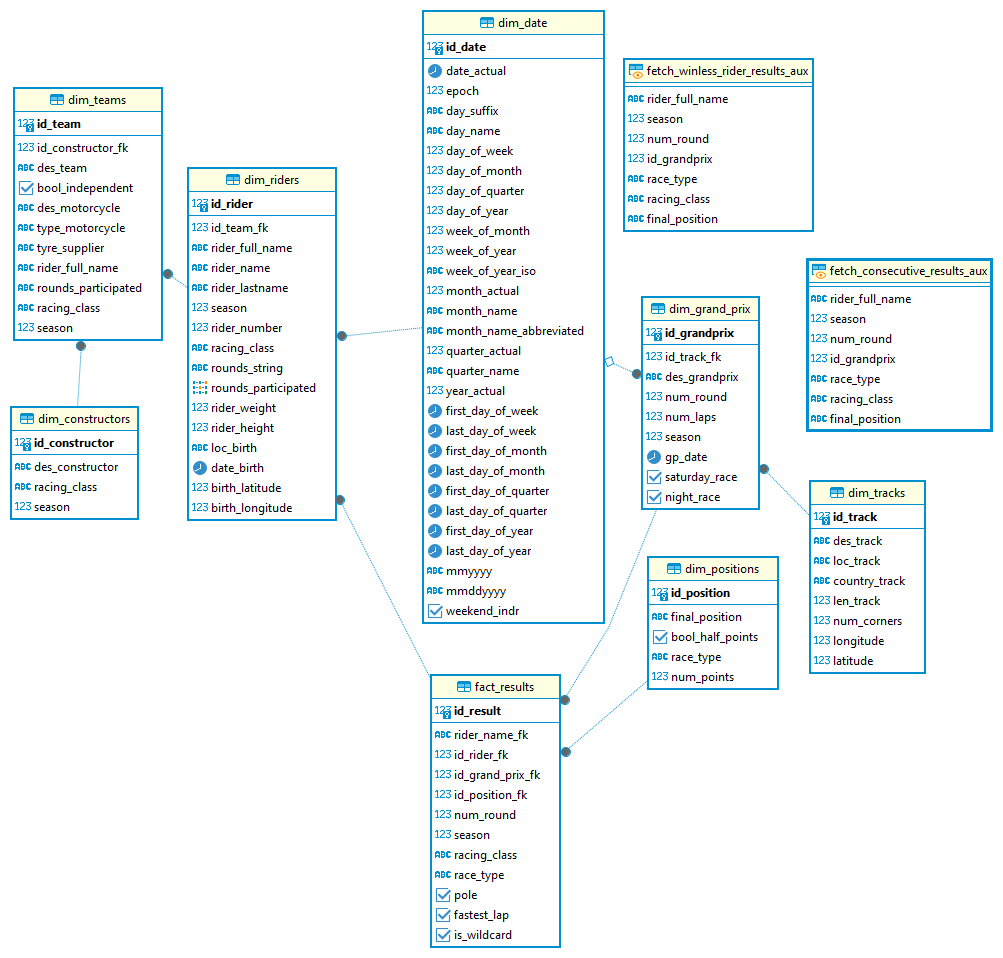 dim_teams
123 id_team
123 id_constructor_fk
ABC des_team
bool_independent
ABC des_motorcycle
ABC type_motorcycle
ABC tyre_supplier
ABC rider_full_name
ABC rounds_participated
ABC racing_class
123 season
dim_constructors
123 id_constructor
ABC des_constructor
ABC racing_class
123 season
dim_riders
123 id_rider
123 id_team_fk
ABC rider_full_name
ABC rider_name
ABC rider_lastname
123 season
123 rider_number
ABC racing_class
ABC rounds_string
rounds_participated
123 rider_weight
123 rider_height
ABC loc_birth
date_birth
123 birth_latitude
123 birth_longitude
dim_date
123 id_date
date_actual
123 epoch
ABC day_suffix
ABC day_name
123 day_of_week
123 day_of_month
123 day_of_quarter
123 day_of_year
123 week_of_month
123 week_of_year
ABC week_of_year_iso
123 month_actual
ABC month_name
ABC month_name_abbreviated
123 quarter_actual
ABC quarter_name
123 year_actual
first_day_of_week
last_day_of_week
first_day_of_month
last_day_of_month
first_day_of_quarter
last_day_of_quarter
first_day_of_year
last_day_of_year
ABC mmyyyy
ABC mmddyyyy
weekend_indr
fetch_winless_rider_results_aux
ABC rider_full_name
123 season
123 num_round
123 id_grandprix
ABC race_type
ABC racing_class
ABC final_position
fetch_consecutive_results_aux
ABC rider_full_name
123 season
123 num_round
123 id_grandprix
ABC race_type
ABC racing_class
ABC final_position
dim_grand_prix
123 id_grandprix
123 id_track_fk
ABC des_grandprix
123 num_round
123 num_laps
123 season
gp_date
saturday_race
night_race
dim_tracks
123 id_track
ABC des_track
ABC loc_track
ABC country_track
123 len_track
123 num_corners
123 longitude
123 latitude
dim_positions
123 id_position
ABC final_position
bool_half_points
ABC race_type
123 num_points
fact_results
123 id_result
ABC rider_name_fk
123 id_rider_fk
123 id_grand_prix_fk
123 id_position_fk
123 num_round
123 season
ABC racing_class
ABC race_type
pole
fastest_lap
is_wildcard